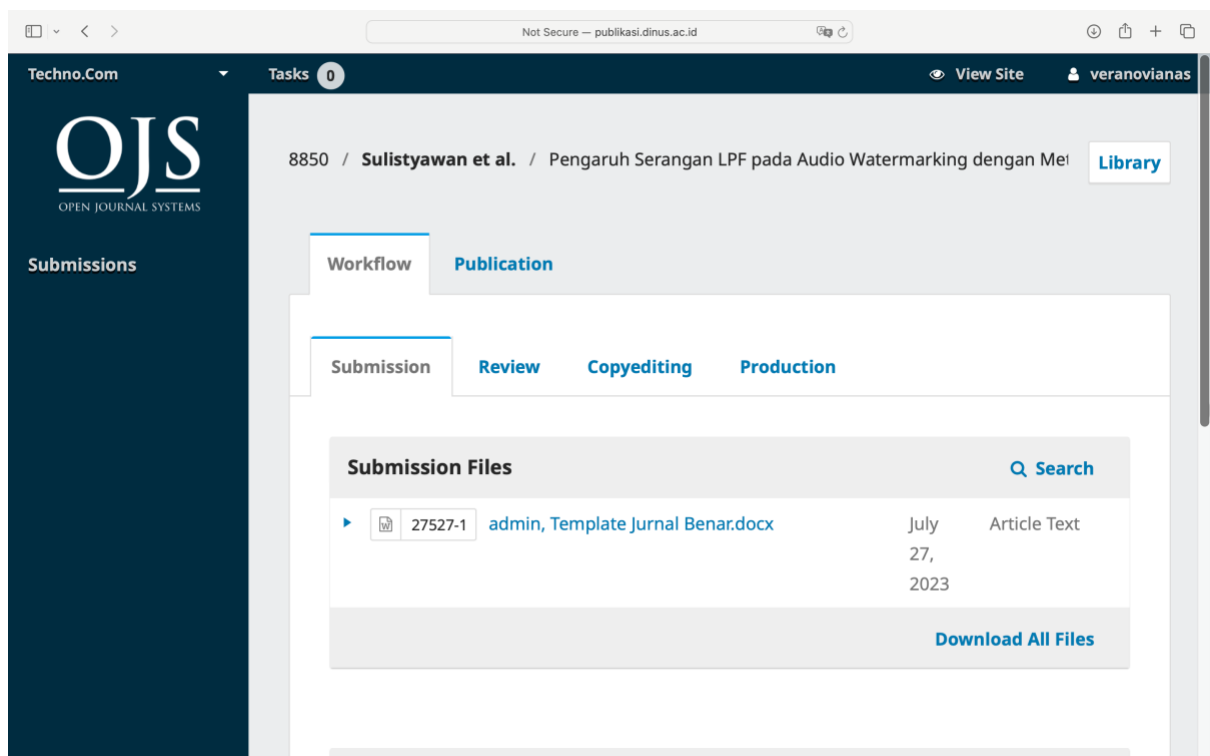 Not Secure — publikasi.dinus.ac.id
Techno.Com
Tasks 0
View Site
veranovianas
OJS
OPEN JOURNAL SYSTEMS
8850 / Sulistyawan et al. / Pengaruh Serangan LPF pada Audio Watermarking dengan Met
Library
Submissions
Workflow
Publication
Submission
Review
Copyediting
Production
Submission Files
Search
27527-1
admin, Template Jurnal Benar.docx
July
27,
2023
Article Text
Download All Files